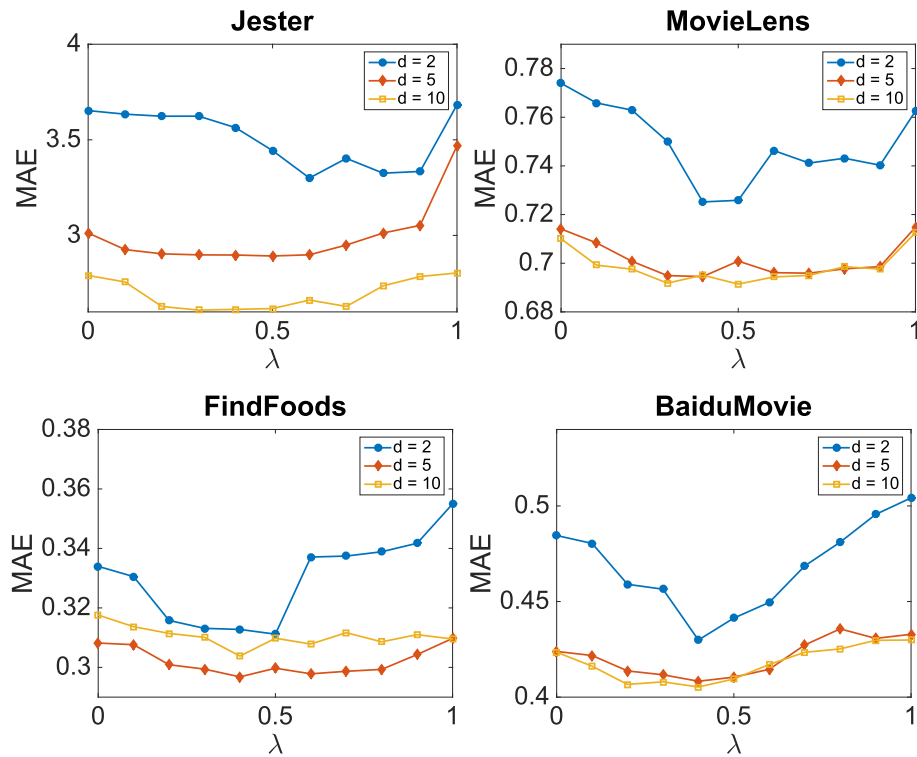 Jester
4
3.5
3
MAE
0
0.5
1
λ
d = 2
d = 5
d = 10
MovieLens
0.78
0.76
0.74
0.72
0.7
0.68
MAE
0
0.5
1
λ
d = 2
d = 5
d = 10
FindFoods
0.38
0.36
0.34
0.32
0.3
MAE
0
0.5
1
λ
d = 2
d = 5
d = 10
BaiduMovie
0.5
0.45
0.4
MAE
0
0.5
1
λ
d = 2
d = 5
d = 10